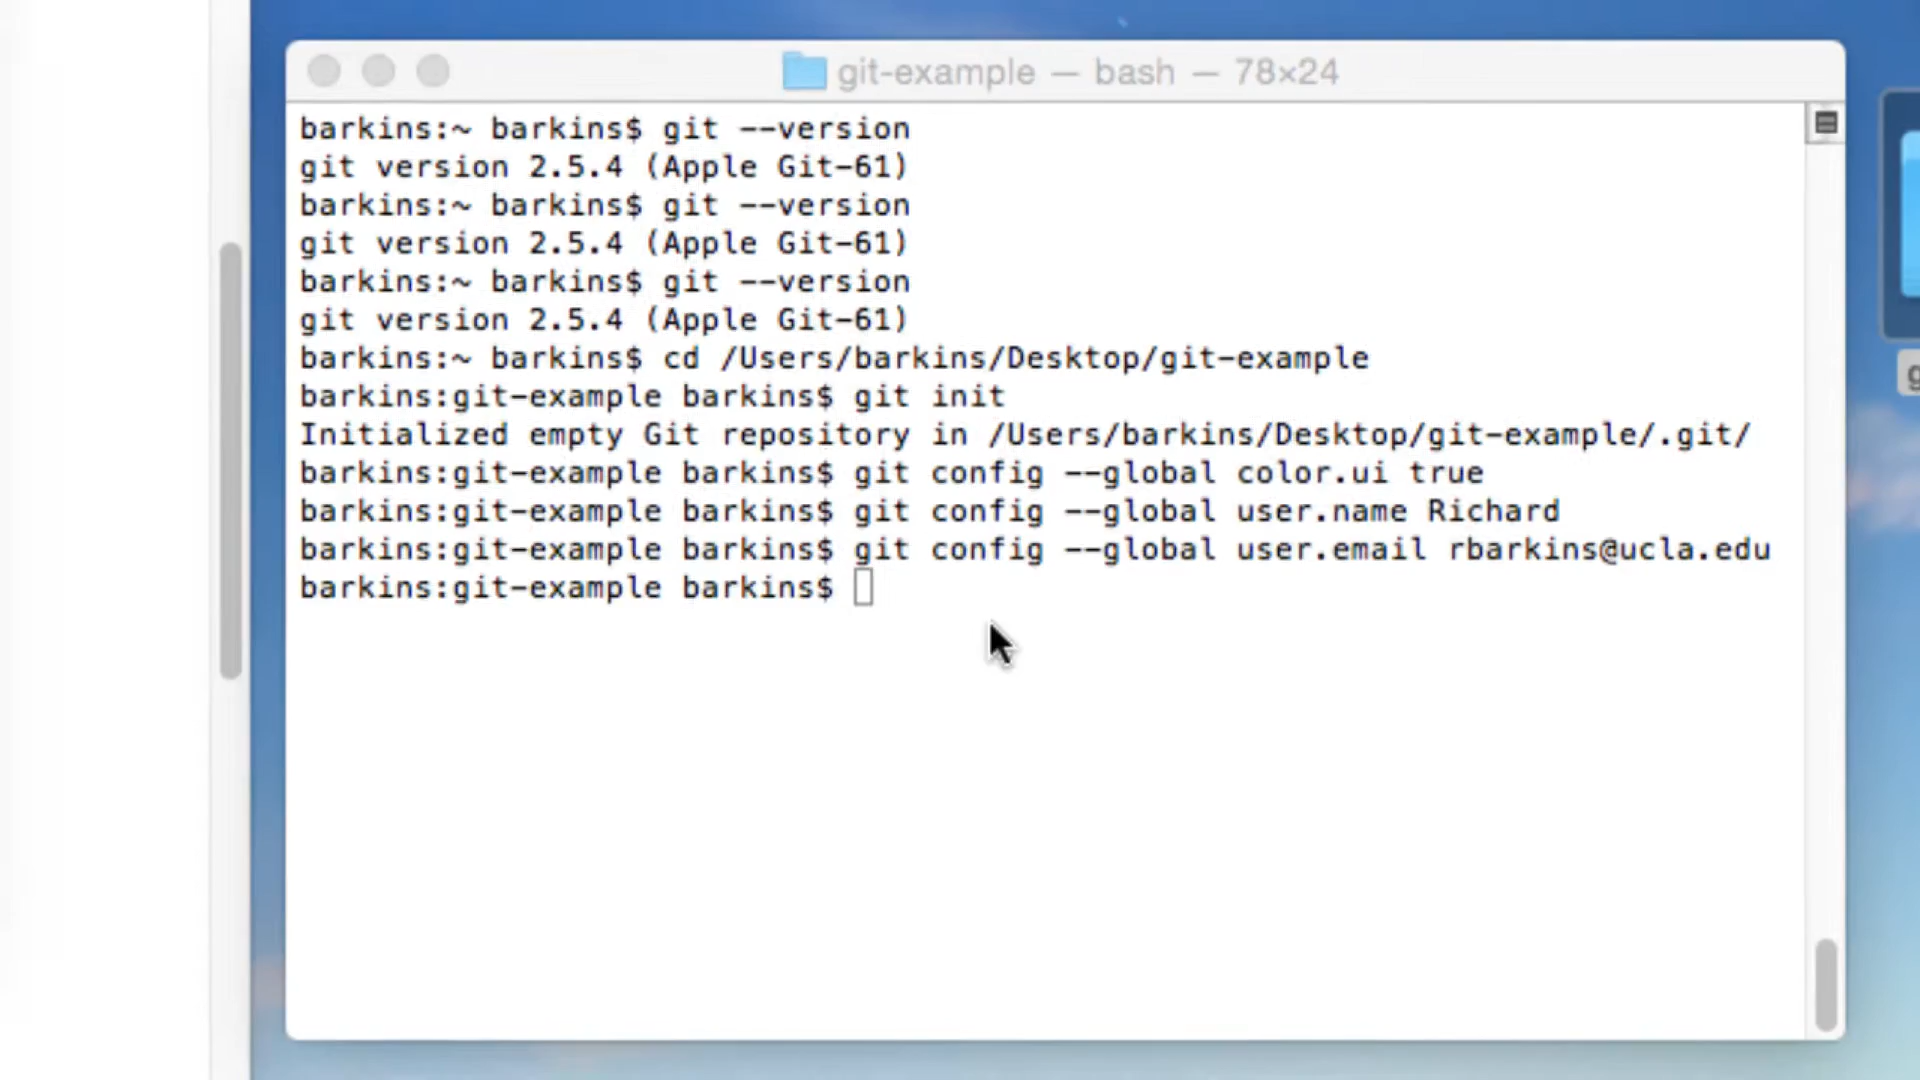 git-example — bash — 78×24
barkins:~ barkins$ git --version
git version 2.5.4 (Apple Git-61)
barkins:~ barkins$ git --version
git version 2.5.4 (Apple Git-61)
barkins:~ barkins$ git --version
git version 2.5.4 (Apple Git-61)
barkins:~ barkins$ cd /Users/barkins/Desktop/git-example
barkins:git-example barkins$ git init
Initialized empty Git repository in /Users/barkins/Desktop/git-example/.git/
barkins:git-example barkins$ git config --global color.ui true
barkins:git-example barkins$ git config --global user.name Richard
barkins:git-example barkins$ git config --global user.email rbarkins@ucla.edu
barkins:git-example barkins$